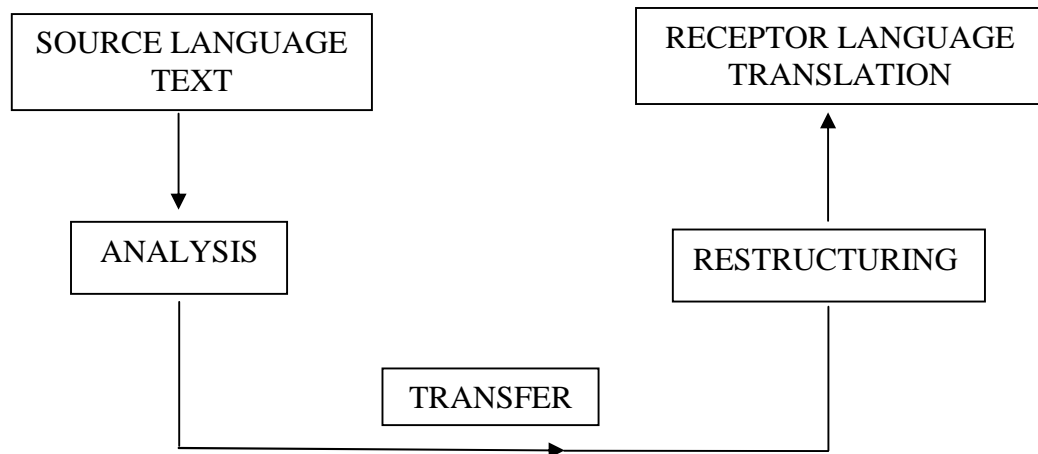 SOURCE LANGUAGE
TEXT
RECEPTOR LANGUAGE
TRANSLATION
ANALYSIS
RESTRUCTURING
TRANSFER